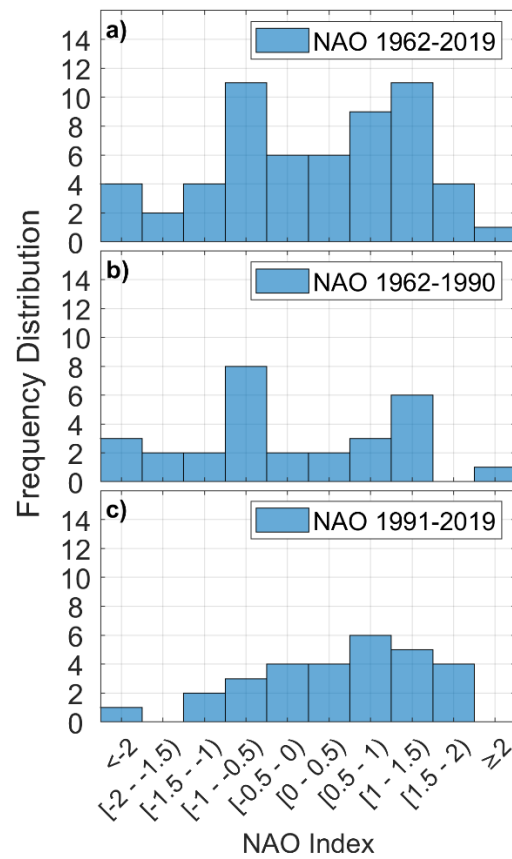 a)
NAO 1962-2019
14
12
10
8
6
4
2
0
b)
NAO 1962-1990
14
12
10
8
6
4
2
0
c)
NAO 1991-2019
14
12
10
8
6
4
2
0
Frequency Distribution
<-2
[-2 - -1.5)
[-1.5 - -1)
[-1 - -0.5)
[-0.5 - 0)
[0 - 0.5)
[0.5 - 1)
[1 - 1.5)
[1.5 - 2)
≥2
NAO Index